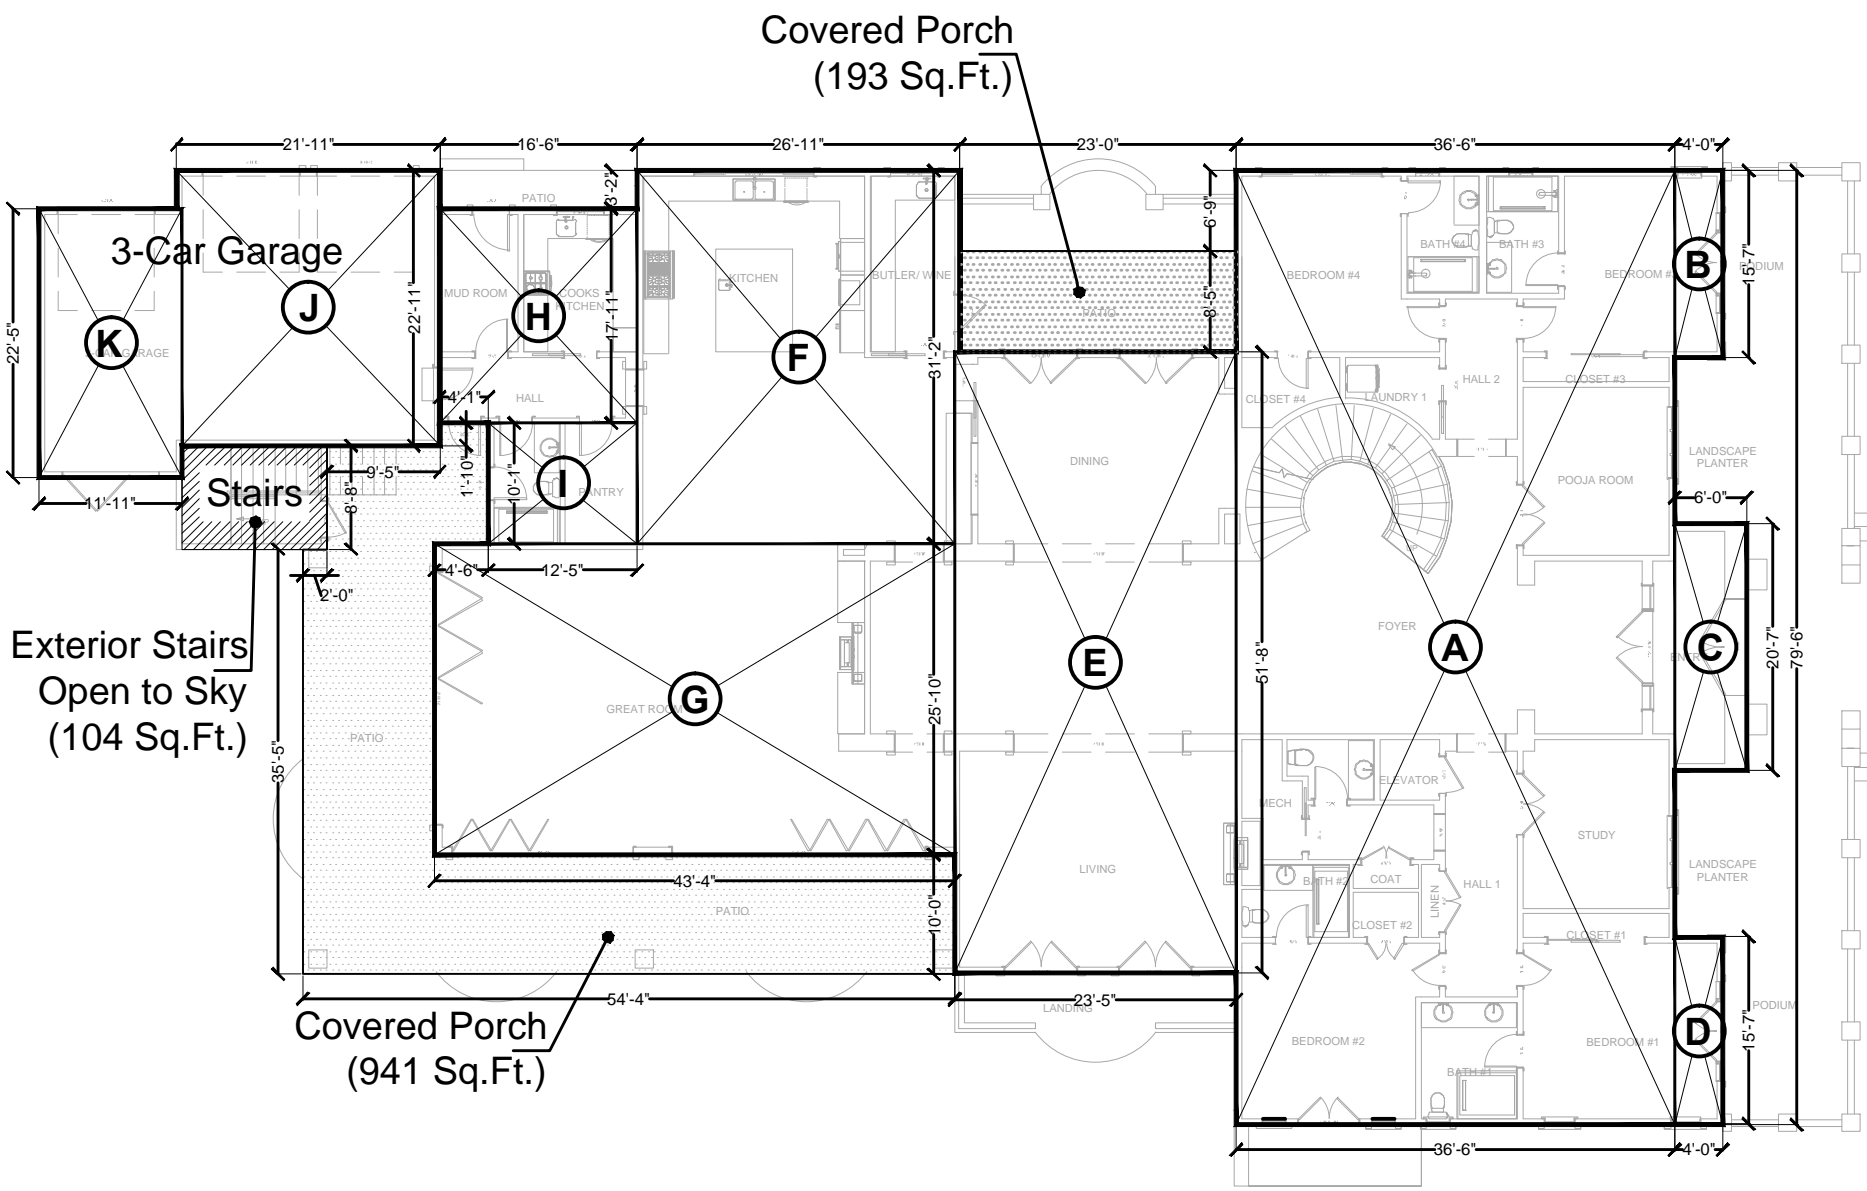 Covered Porch
(193 Sq.Ft.)
21'-11"
16'-6"
26'-11"
23'-0"
36'-6"
4'-0"
3'-2"
PATIO
6'-9"
3-Car Garage
KITCHEN
BUTLER/ WINE
BEDROOM #4
BATH #4
BATH #3
BEDROOM
B
PODIUM
15'-7"
MUD ROOM
COOKS
KITCHEN
J
H
K
F
22'-5"
22'-11"
17'-11"
31'-2"
PATIO
8'-5"
HALL
4'-1"
CLOSET #4
LAUNDRY 1
HALL 2
CLOSET #3
DINING
POOJA ROOM
LANDSCAPE
PLANTER
6'-0"
9'-5"
1'-10"
10'-1"
I
PANTRY
Stairs
8'-8"
11'-11"
4'-6"
12'-5"
2'-0"
Exterior Stairs
Open to Sky
(104 Sq.Ft.)
35'-5"
PATIO
GREAT ROOM
G
25'-10"
E
51'-8"
FOYER
A
C
20'-7"
79'-6"
MECH
ELEVATOR
STUDY
LIVING
BATH #2
COAT
LINEN
HALL 1
CLOSET #2
CLOSET #1
LANDSCAPE
PLANTER
43'-4"
PATIO
10'-0"
54'-4"
23'-5"
LANDING
Covered Porch
(941 Sq.Ft.)
BEDROOM #2
BATH #1
BEDROOM #1
D
PODIUM
15'-7"
36'-6"
4'-0"